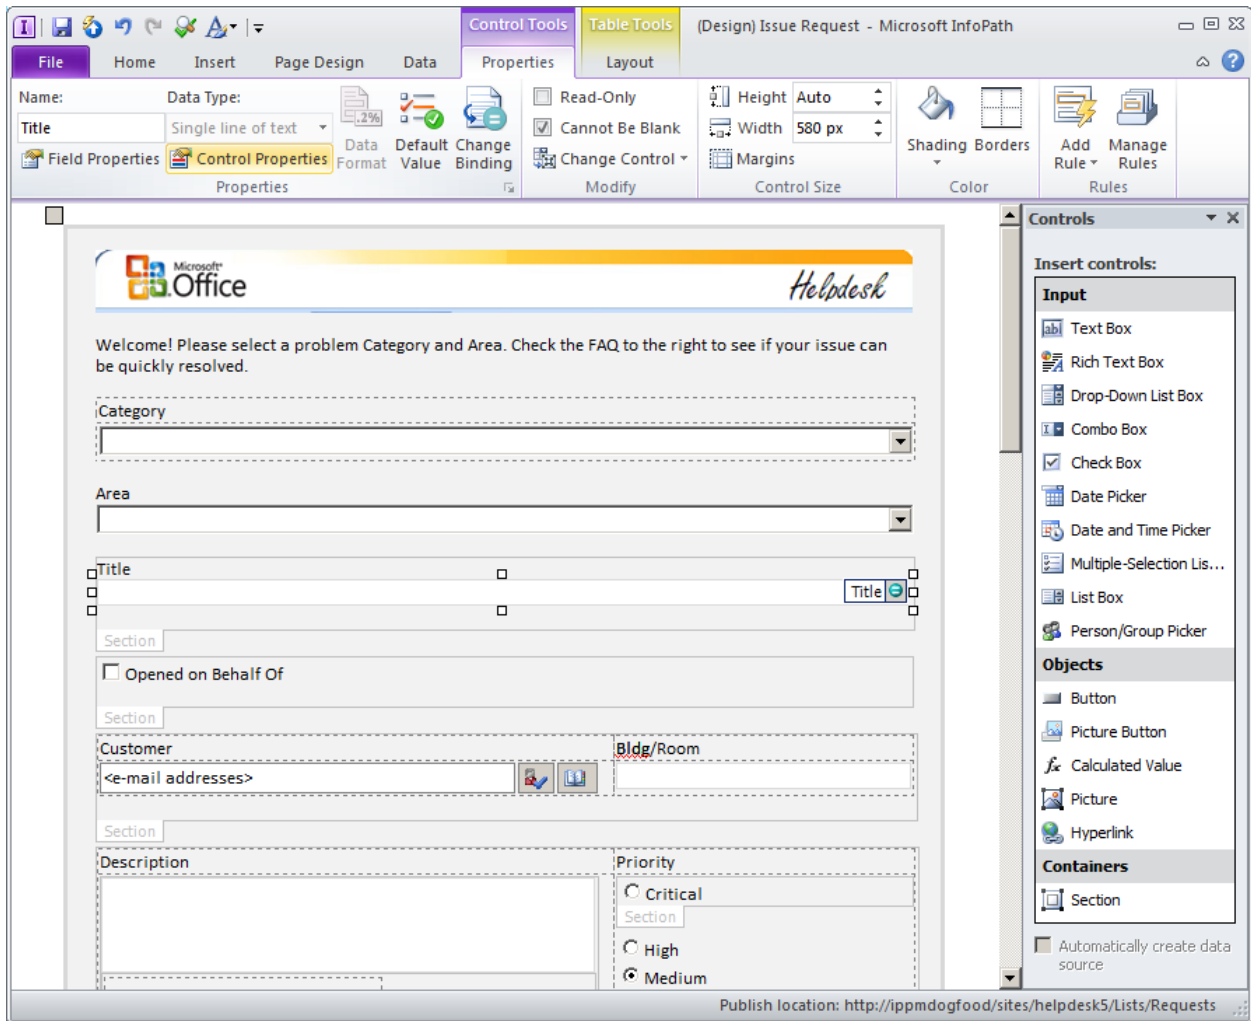 Control Tools Table Tools (Design) Issue Request - Microsoft InfoPath
File Home Insert Page Design Data Properties Layout
Name: Data Type: Read-Only Height Auto
Title Single line of text Cannot Be Blank Width 580 px
Field Properties Control Properties Data Format Default Value Change Binding Change Control Margins Shading Borders Add Rule Manage Rules
Properties Modify Control Size Color Rules
Controls
Insert controls:
Input
Text Box
Rich Text Box
Drop-Down List Box
Combo Box
Check Box
Date Picker
Date and Time Picker
Multiple-Selection Lis...
List Box
Person/Group Picker
Objects
Button
Picture Button
Calculated Value
Picture
Hyperlink
Containers
Section
Automatically create data
source
Microsoft
Office
Helpdesk
Welcome! Please select a problem Category and Area. Check the FAQ to the right to see if your issue can
be quickly resolved.
Category
Area
Title
Title
Section
Opened on Behalf Of
Section
Customer Bldg/Room
<e-mail addresses>
Section
Description Priority
Critical
Section
High
Medium
Publish location: http://ippmdogfood/sites/helpdesk5/Lists/Requests